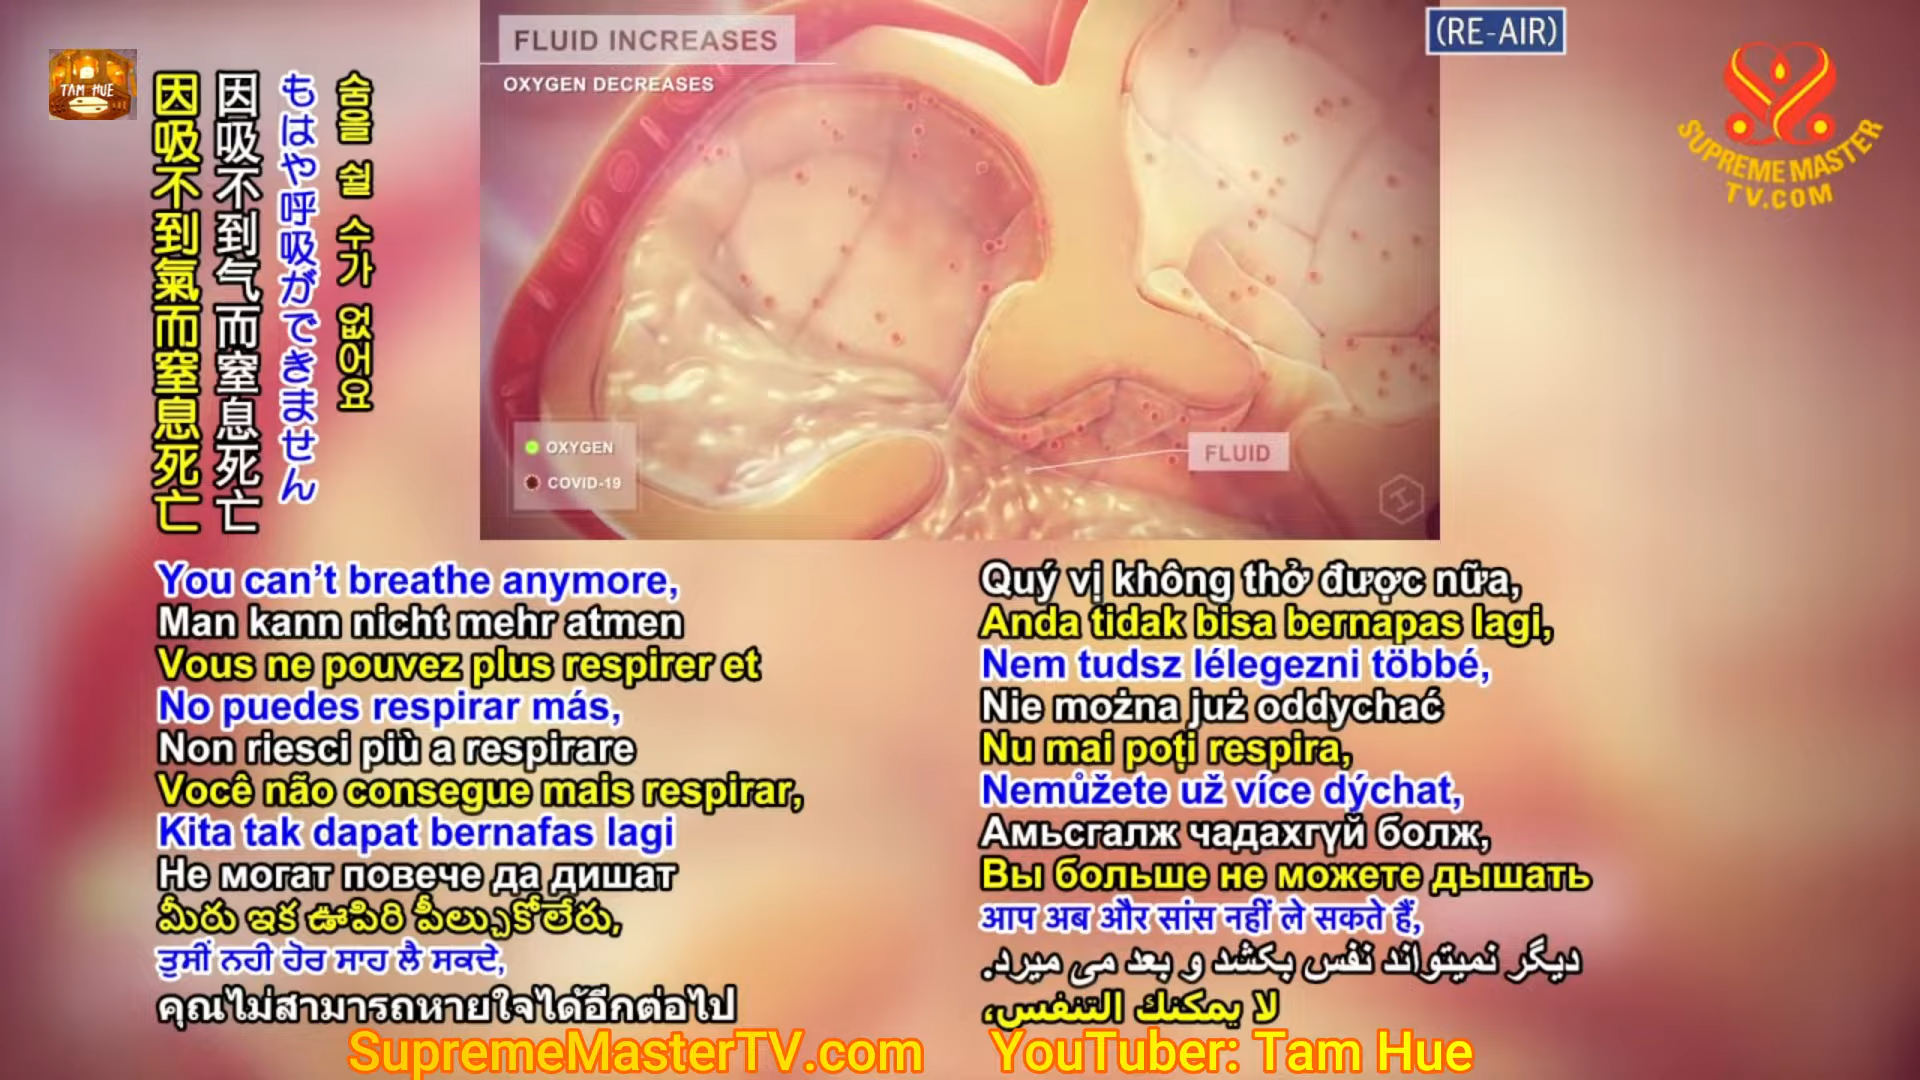 FLUID INCREASES
OXYGEN DECREASES
(RE-AIR)
TAM HUE
SUPREME MASTER
TV.COM
因吸不到氣而窒息死亡
因吸不到气而窒息死亡
もはや呼吸ができません
숨을 쉴 수가 없어요
OXYGEN
COVID-19
FLUID
You can’t breathe anymore,
Man kann nicht mehr atmen
Vous ne pouvez plus respirer et
No puedes respirar más,
Non riesci più a respirare
Você não consegue mais respirar,
Kita tak dapat bernafas lagi
Не могат повече да дишат
మీరు ఇక ఊపిరి పీల్చుకోలేరు,
ਤੁਸੀਂ ਨਹੀ ਹੋਰ ਸਾਹ ਲੈ ਸਕਦੇ,
คุณไม่สามารถหายใจได้อีกต่อไป
Quý vị không thở được nữa,
Anda tidak bisa bernapas lagi,
Nem tudsz lélegezni többé,
Nie można już oddychać
Nu mai poți respira,
Nemůžete už více dýchat,
Амьсгалж чадахгүй болж,
Вы больше не можете дышать
आप अब और सांस नहीं ले सकते हैं,
دیگر نمیتواند نفس بکشد و بعد می میرد.
لا يمكنك التنفس،
SupremeMasterTV.com
YouTuber: Tam Hue